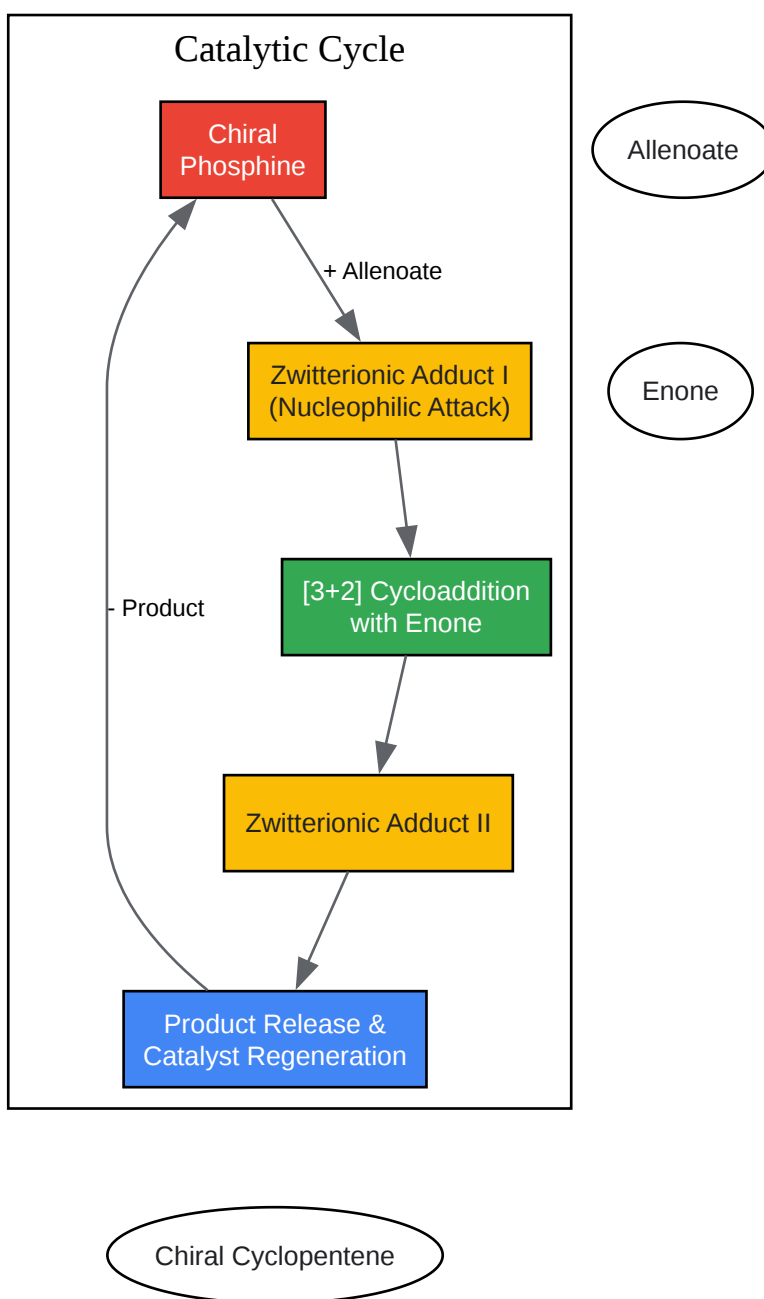 Catalytic Cycle
Chiral
Phosphine
Allenoate
+ Allenoate
Zwitterionic Adduct I
(Nucleophilic Attack)
Enone
[3+2] Cycloaddition
with Enone
- Product
Zwitterionic Adduct II
Product Release &
Catalyst Regeneration
Chiral Cyclopentene